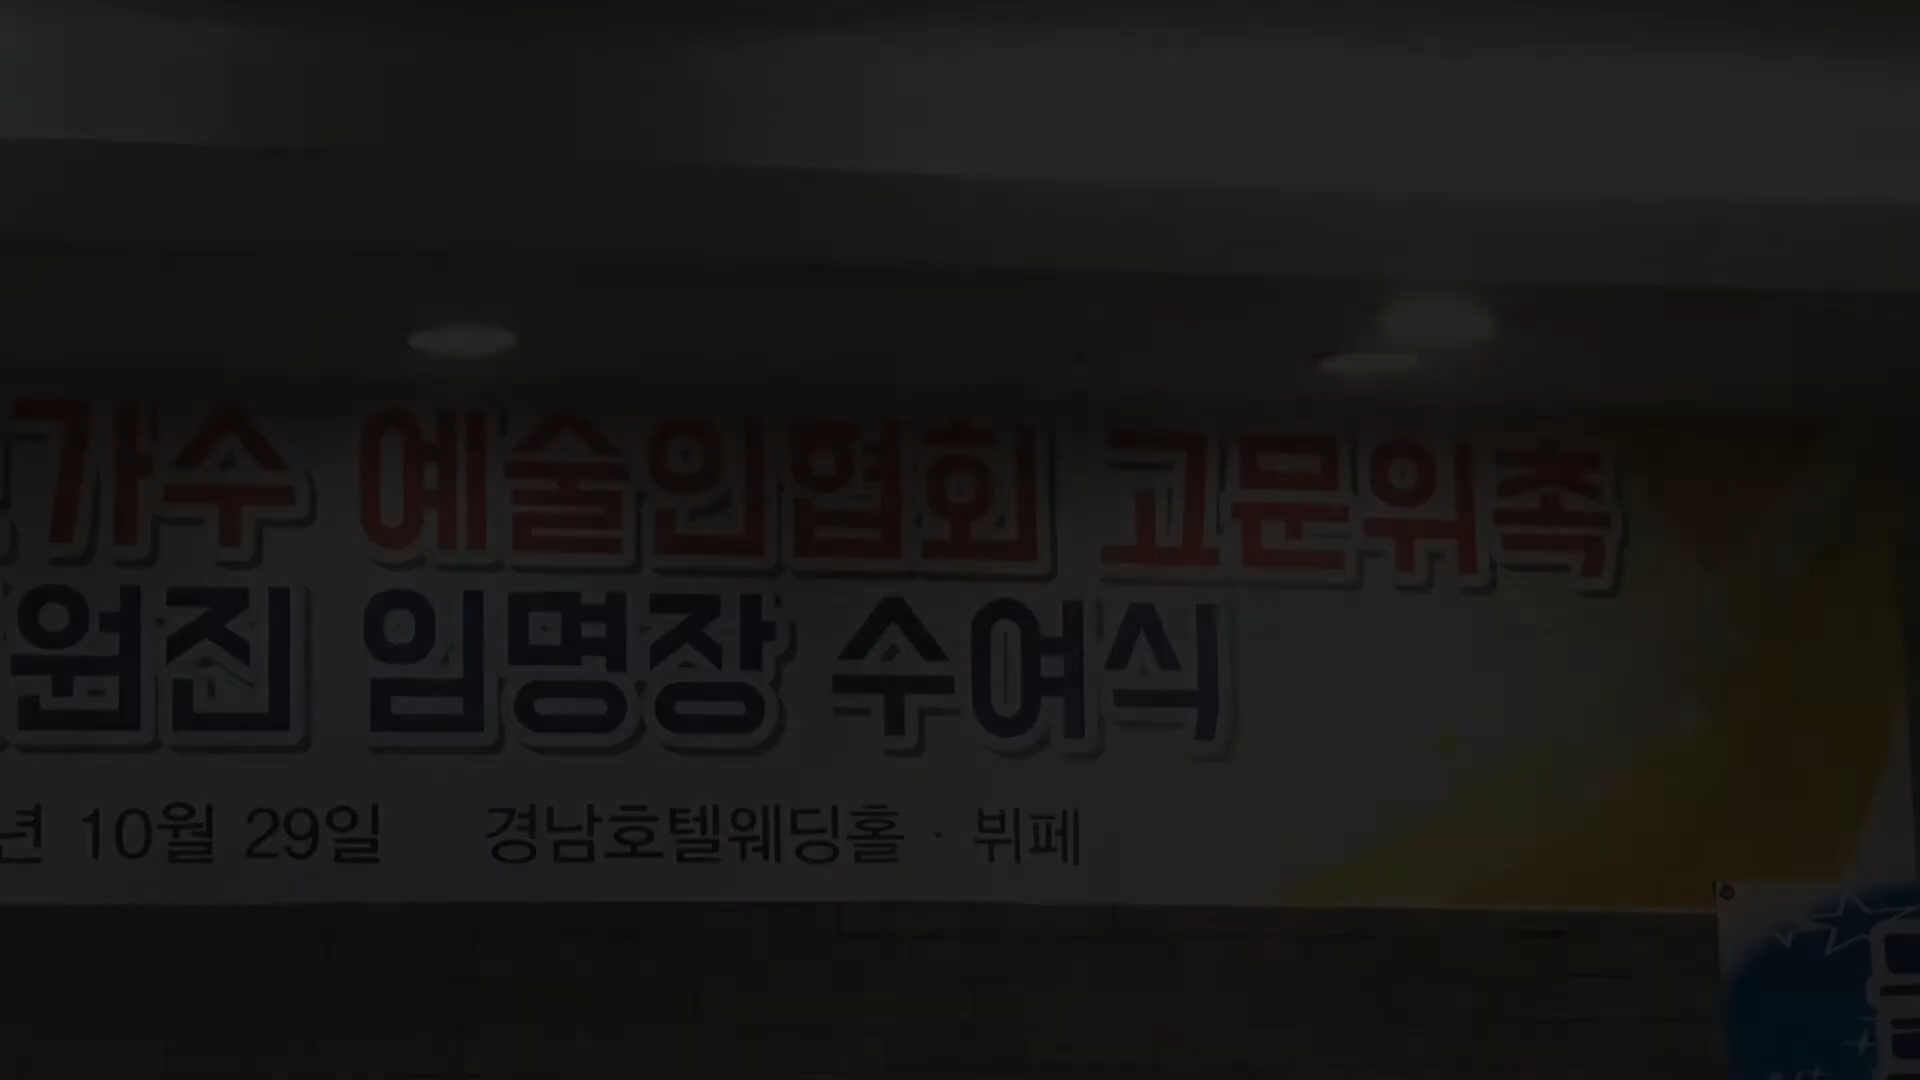 가수 예술인협회 고문위촉
원진 임명장 수여식
년 10월 29일 경남호텔웨딩홀 · 뷔페